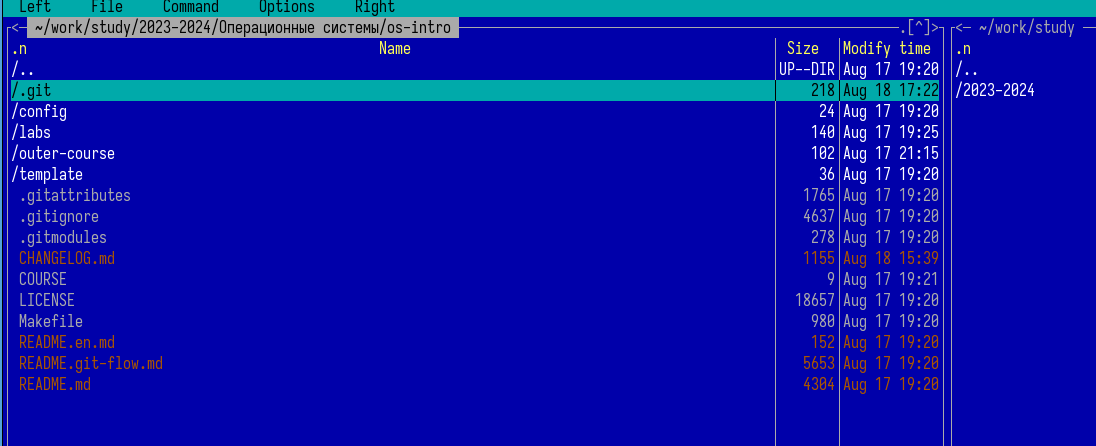 Left File Command Options Right
<─ ~/work/study/2023-2024/Операционные системы/os-intro .[^]> <─ ~/work/study
.n Name Size Modify time .n
/.. UP--DIR Aug 17 19:20 /..
/.git 218 Aug 18 17:22 /2023-2024
/config 24 Aug 17 19:20
/labs 140 Aug 17 19:25
/outer-course 102 Aug 17 21:15
/template 36 Aug 17 19:20
.gitattributes 1765 Aug 17 19:20
.gitignore 4637 Aug 17 19:20
.gitmodules 278 Aug 17 19:20
CHANGELOG.md 1155 Aug 18 15:39
COURSE 9 Aug 17 19:21
LICENSE 18657 Aug 17 19:20
Makefile 980 Aug 17 19:20
README.en.md 152 Aug 17 19:20
README.git-flow.md 5653 Aug 17 19:20
README.md 4304 Aug 17 19:20